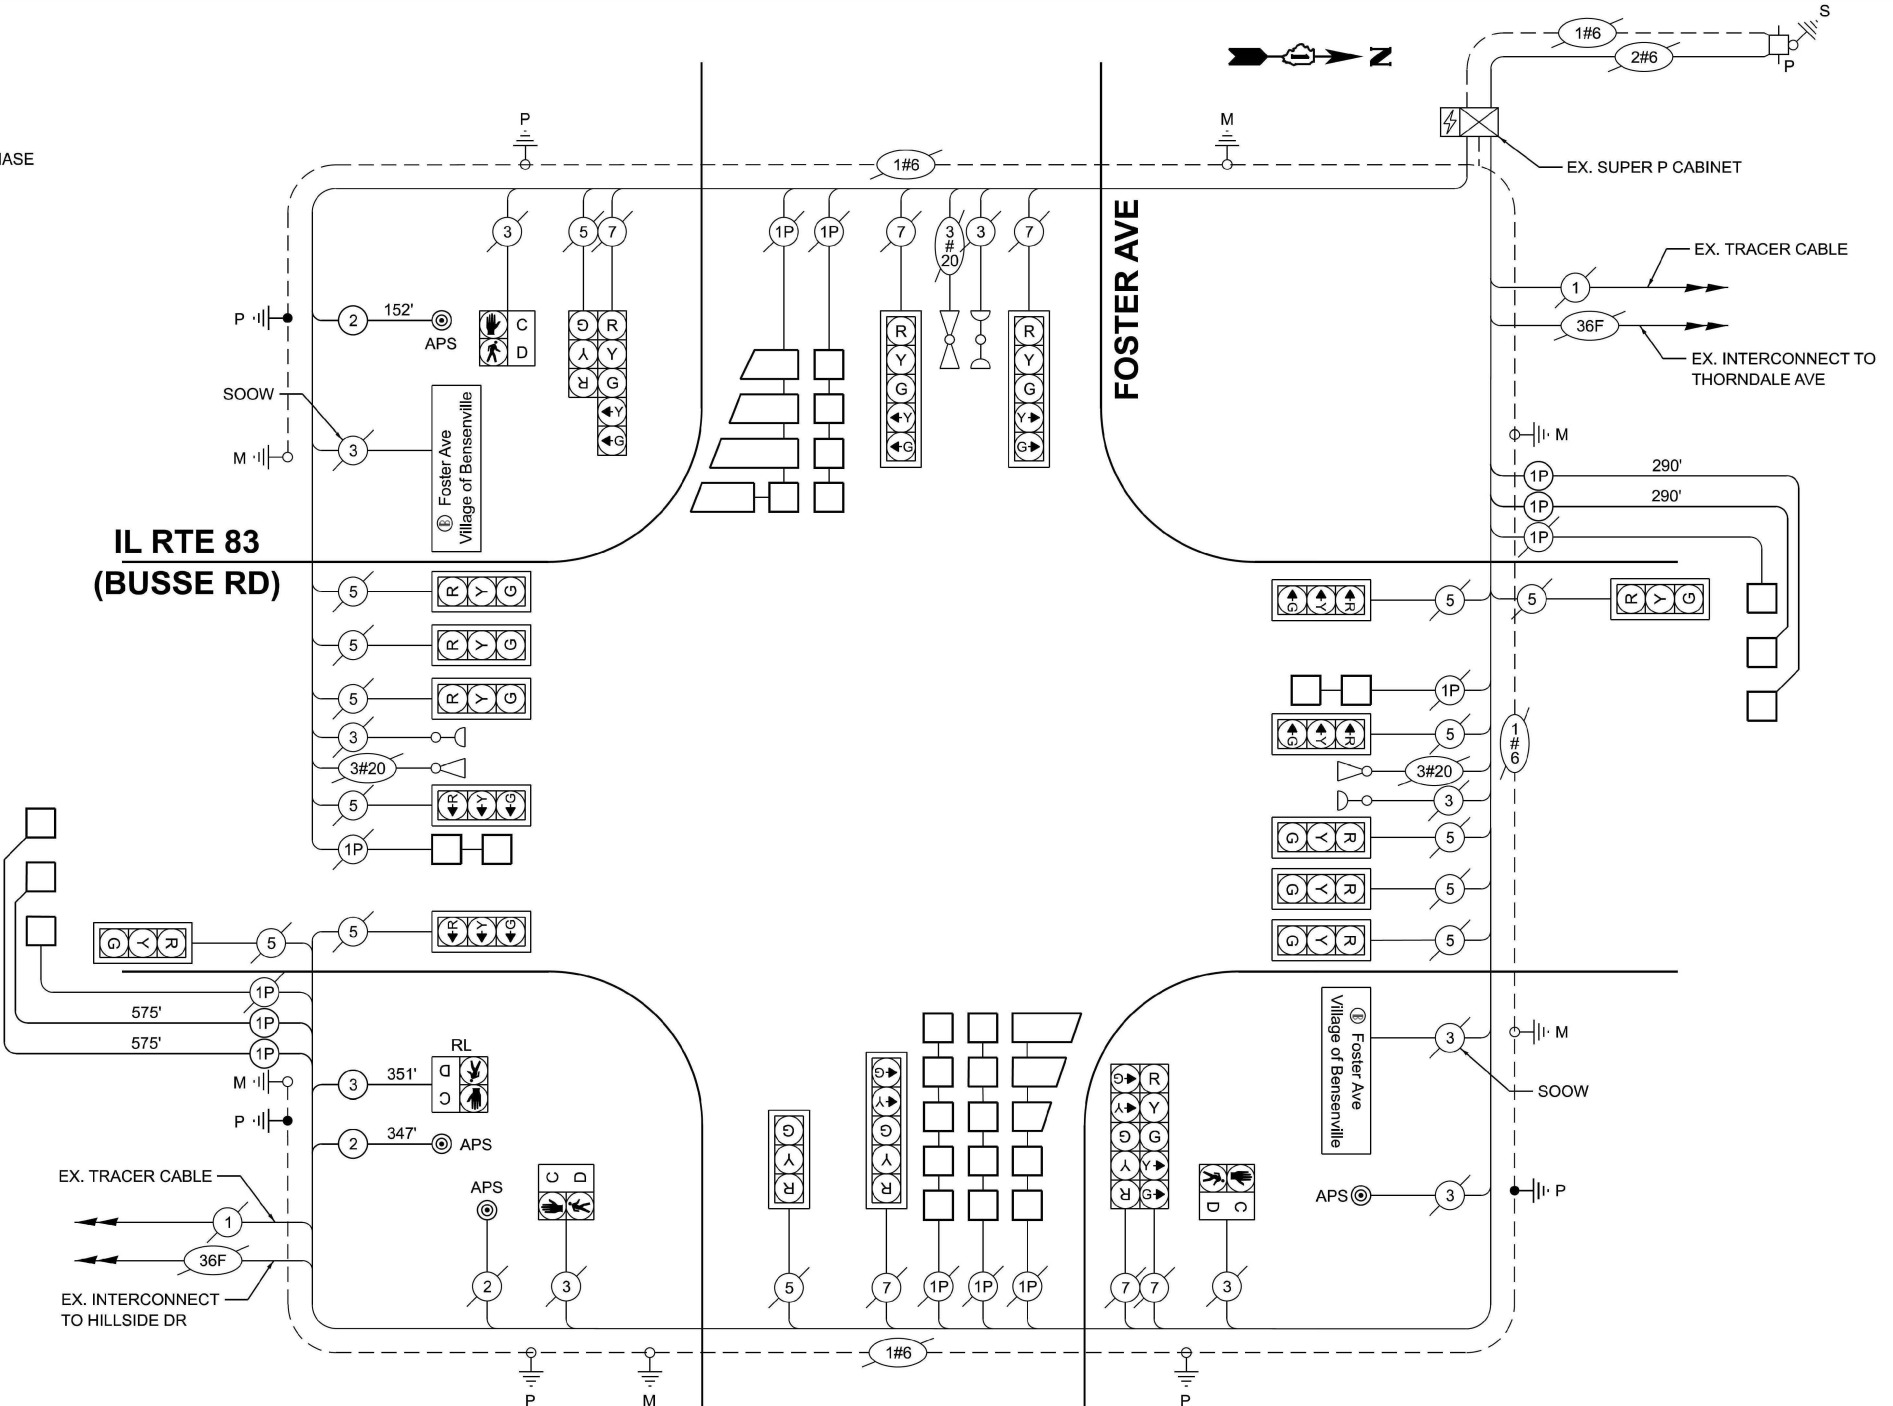 S
1#6
2#6
P
N
P
M
IASE
1#6
EX. SUPER P CABINET
FOSTER AVE
3
5
7
1P
1P
7
3
#
20
3
7
EX. TRACER CABLE
1
36F
EX. INTERCONNECT TO
THORNDALE AVE
P
2
152'
APS
C
D
G
Y
R
R
Y
G
Y
G
R
Y
G
Y
G
R
Y
G
Y
G
SOOW
M
3
Foster Ave
Village of Bensenville
M
1P
290'
1P
290'
1P
IL RTE 83
(BUSSE RD)
5
R Y G
5
R Y G
5
R Y G
3
3#20
5
R Y G
1P
G Y R
5
5
R Y G
1P
G Y R
5
1
#
6
3#20
3
G Y R
5
G Y R
5
G Y R
5
G Y R
5
5
R Y G
1P
575'
1P
575'
1P
M
P
RL
3
351'
D
C
2
347'
APS
EX. TRACER CABLE
1
36F
EX. INTERCONNECT
TO HILLSIDE DR
APS
2
C D
3
G
Y
R
5
G
Y
G
Y
R
7
1P
1P
1P
G
Y
G
Y
R
R
Y
G
Y
G
7
7
D C
3
Foster Ave
Village of Bensenville
3
M
SOOW
APS
3
P
1#6
P
M
P